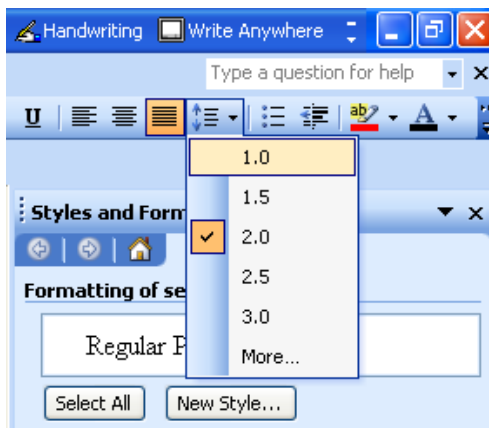 Handwriting Write Anywhere
Type a question for help
U ab A
1.0
1.5
2.0
2.5
3.0
More...
Styles and Form
Formatting of se
Regular P
Select All New Style...